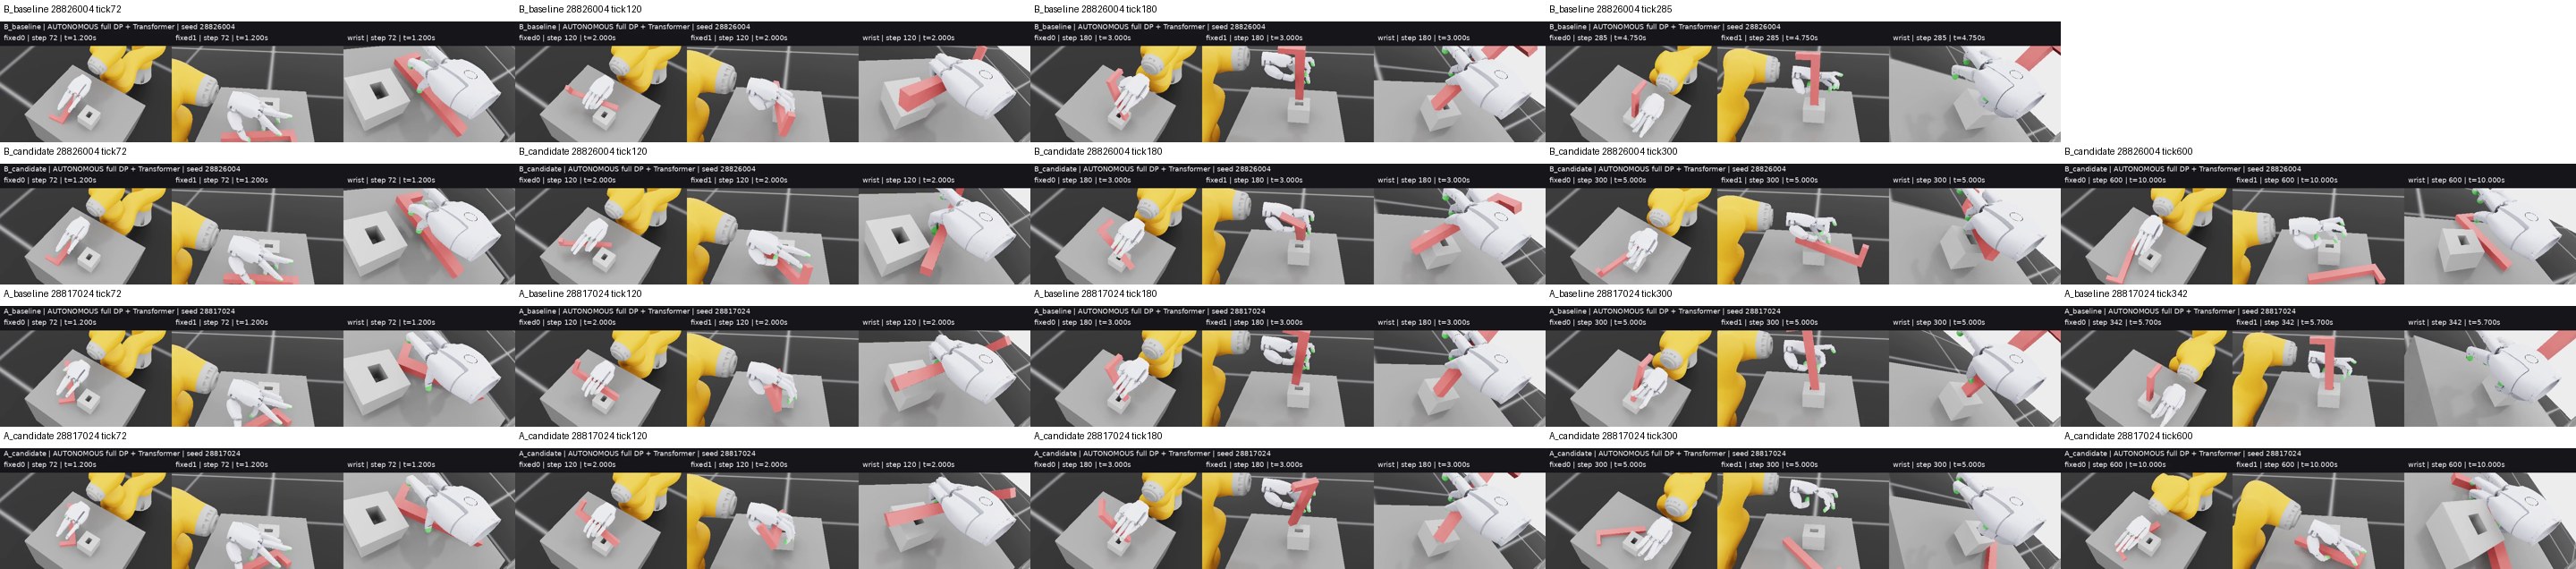 B_baseline 28826004 tick72
B_baseline | AUTONOMOUS full DP + Transformer | seed 28826004
fixed0 | step 72 | t=1.200s
fixed1 | step 72 | t=1.200s
wrist | step 72 | t=1.200s
B_baseline 28826004 tick120
B_baseline | AUTONOMOUS full DP + Transformer | seed 28826004
fixed0 | step 120 | t=2.000s
fixed1 | step 120 | t=2.000s
wrist | step 120 | t=2.000s
B_baseline 28826004 tick180
B_baseline | AUTONOMOUS full DP + Transformer | seed 28826004
fixed0 | step 180 | t=3.000s
fixed1 | step 180 | t=3.000s
wrist | step 180 | t=3.000s
B_baseline 28826004 tick285
B_baseline | AUTONOMOUS full DP + Transformer | seed 28826004
fixed0 | step 285 | t=4.750s
fixed1 | step 285 | t=4.750s
wrist | step 285 | t=4.750s
B_candidate 28826004 tick72
B_candidate | AUTONOMOUS full DP + Transformer | seed 28826004
fixed0 | step 72 | t=1.200s
fixed1 | step 72 | t=1.200s
wrist | step 72 | t=1.200s
B_candidate 28826004 tick120
B_candidate | AUTONOMOUS full DP + Transformer | seed 28826004
fixed0 | step 120 | t=2.000s
fixed1 | step 120 | t=2.000s
wrist | step 120 | t=2.000s
B_candidate 28826004 tick180
B_candidate | AUTONOMOUS full DP + Transformer | seed 28826004
fixed0 | step 180 | t=3.000s
fixed1 | step 180 | t=3.000s
wrist | step 180 | t=3.000s
B_candidate 28826004 tick300
B_candidate | AUTONOMOUS full DP + Transformer | seed 28826004
fixed0 | step 300 | t=5.000s
fixed1 | step 300 | t=5.000s
wrist | step 300 | t=5.000s
B_candidate 28826004 tick600
B_candidate | AUTONOMOUS full DP + Transformer | seed 28826004
fixed0 | step 600 | t=10.000s
fixed1 | step 600 | t=10.000s
wrist | step 600 | t=10.000s
A_baseline 28817024 tick72
A_baseline | AUTONOMOUS full DP + Transformer | seed 28817024
fixed0 | step 72 | t=1.200s
fixed1 | step 72 | t=1.200s
wrist | step 72 | t=1.200s
A_baseline 28817024 tick120
A_baseline | AUTONOMOUS full DP + Transformer | seed 28817024
fixed0 | step 120 | t=2.000s
fixed1 | step 120 | t=2.000s
wrist | step 120 | t=2.000s
A_baseline 28817024 tick180
A_baseline | AUTONOMOUS full DP + Transformer | seed 28817024
fixed0 | step 180 | t=3.000s
fixed1 | step 180 | t=3.000s
wrist | step 180 | t=3.000s
A_baseline 28817024 tick300
A_baseline | AUTONOMOUS full DP + Transformer | seed 28817024
fixed0 | step 300 | t=5.000s
fixed1 | step 300 | t=5.000s
wrist | step 300 | t=5.000s
A_baseline 28817024 tick342
A_baseline | AUTONOMOUS full DP + Transformer | seed 28817024
fixed0 | step 342 | t=5.700s
fixed1 | step 342 | t=5.700s
wrist | step 342 | t=5.700s
A_candidate 28817024 tick72
A_candidate | AUTONOMOUS full DP + Transformer | seed 28817024
fixed0 | step 72 | t=1.200s
fixed1 | step 72 | t=1.200s
wrist | step 72 | t=1.200s
A_candidate 28817024 tick120
A_candidate | AUTONOMOUS full DP + Transformer | seed 28817024
fixed0 | step 120 | t=2.000s
fixed1 | step 120 | t=2.000s
wrist | step 120 | t=2.000s
A_candidate 28817024 tick180
A_candidate | AUTONOMOUS full DP + Transformer | seed 28817024
fixed0 | step 180 | t=3.000s
fixed1 | step 180 | t=3.000s
wrist | step 180 | t=3.000s
A_candidate 28817024 tick300
A_candidate | AUTONOMOUS full DP + Transformer | seed 28817024
fixed0 | step 300 | t=5.000s
fixed1 | step 300 | t=5.000s
wrist | step 300 | t=5.000s
A_candidate 28817024 tick600
A_candidate | AUTONOMOUS full DP + Transformer | seed 28817024
fixed0 | step 600 | t=10.000s
fixed1 | step 600 | t=10.000s
wrist | step 600 | t=10.000s